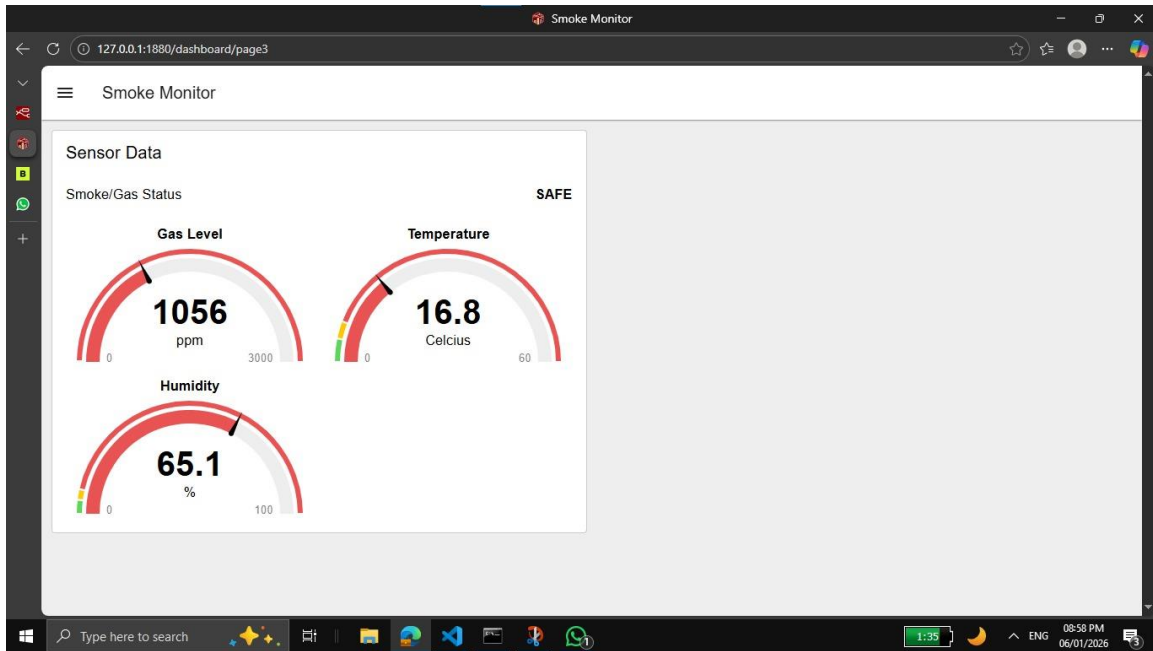 Smoke Monitor
127.0.0.1:1880/dashboard/page3
Smoke Monitor
B
Sensor Data
Smoke/Gas Status SAFE
Gas Level Temperature
1056 16.8
ppm Celcius
0 3000 0 60
Humidity
65.1
%
0 100
Type here to search
1:35
ENG
08:58 PM
06/01/2026
1
3